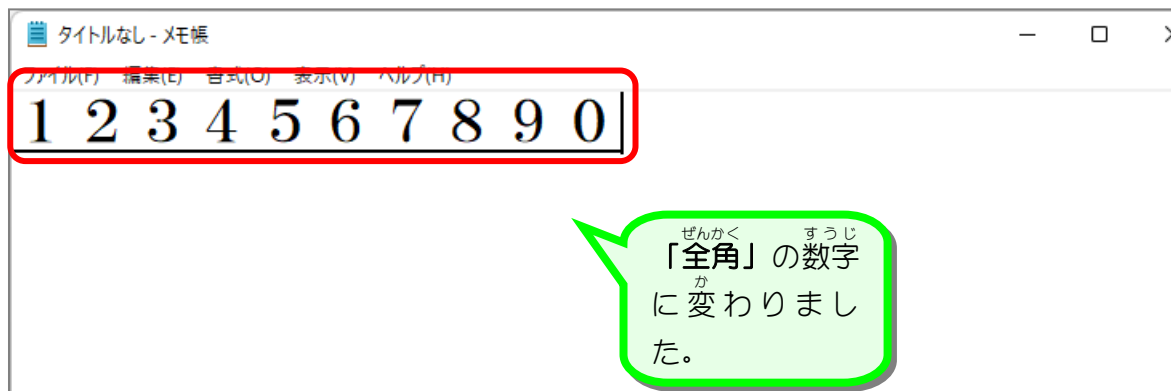 タイトルなし - メモ帳
ファイル(F) 編集(E) 書式(O) 表示(V) ヘルプ(H)
１２３４５６７８９０
ぜんかく すうじ
「全角」の数字
か
に変わりまし
た。